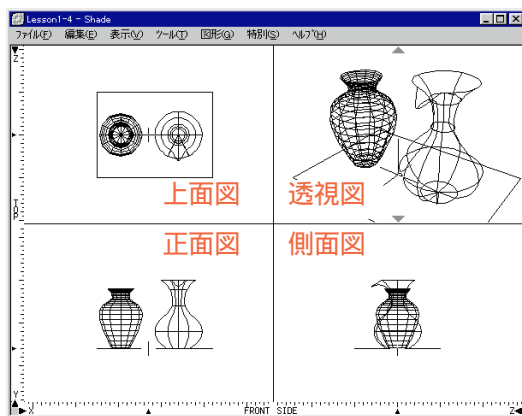 Lesson1-4 - Shade
ファイル(F) 編集(E) 表示(V) ツール(T) 図形(G) 特別(S) ヘルプ(H)
Z
上面図 透視図
TOP
正面図 側面図
Y
X FRONT SIDE Z